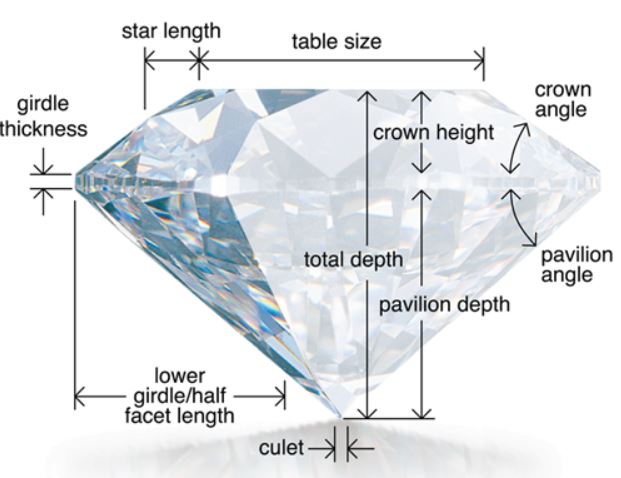 star length
table size
crown
angle
girdle
thickness
crown height
total depth
pavilion
angle
pavilion depth
lower
girdle/half
facet length
culet